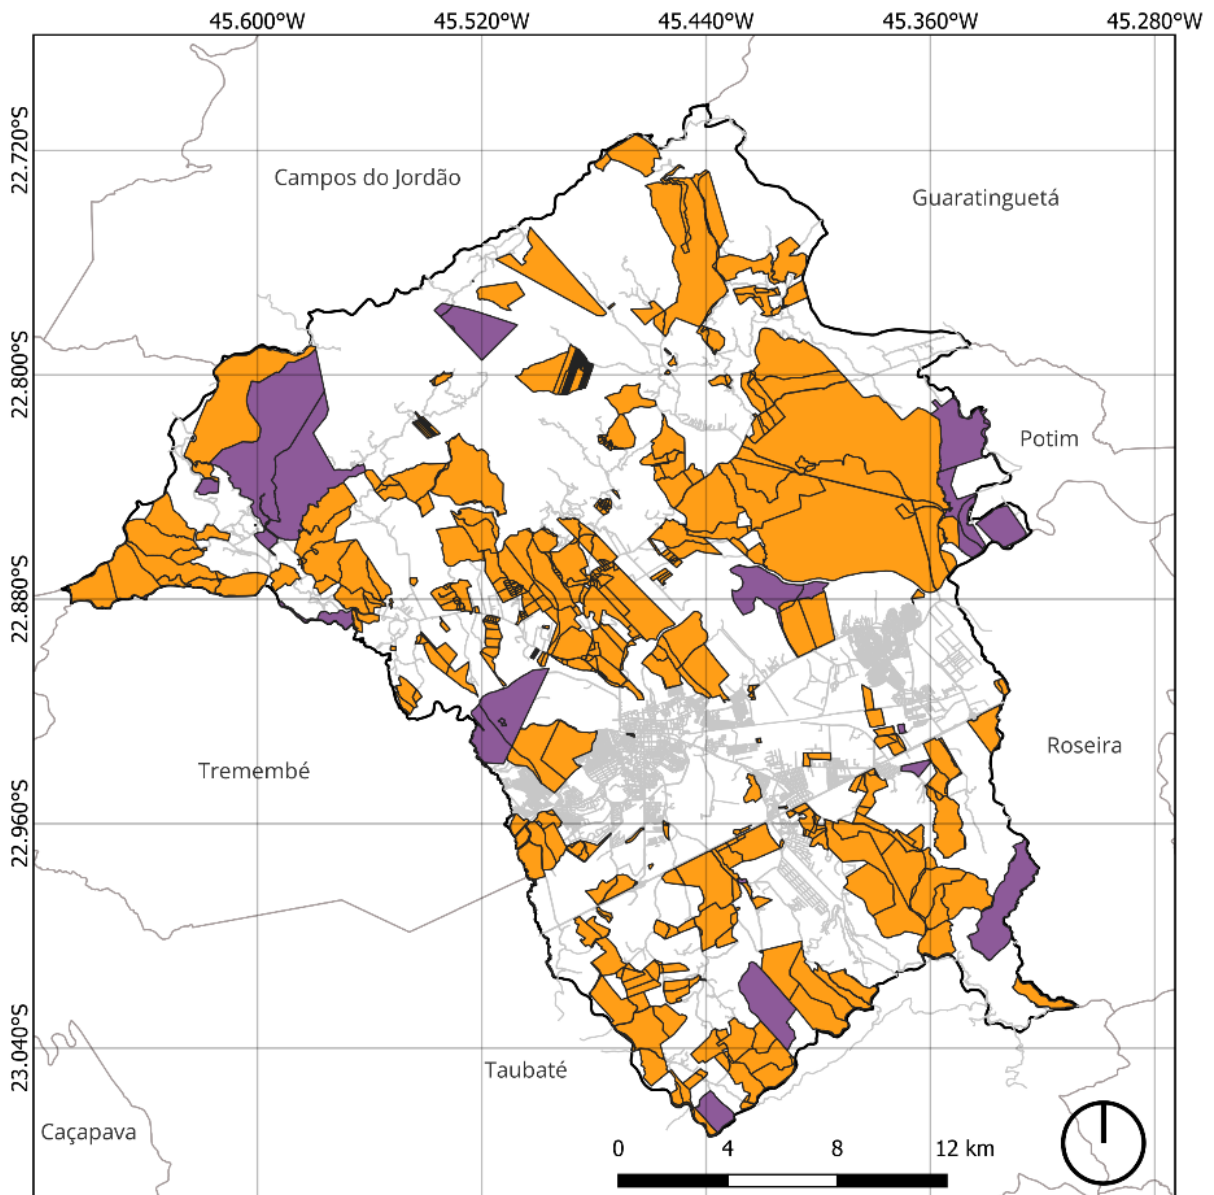 45.600°W 45.520°W 45.440°W 45.360°W 45.280°W
22.720°S
Campos do Jordão
Guaratinguetá
22.800°S
Potim
22.880°S
Roseira
Tremembé
22.960°S
23.040°S
Taubaté
Caçapava
0 4 8 12 km